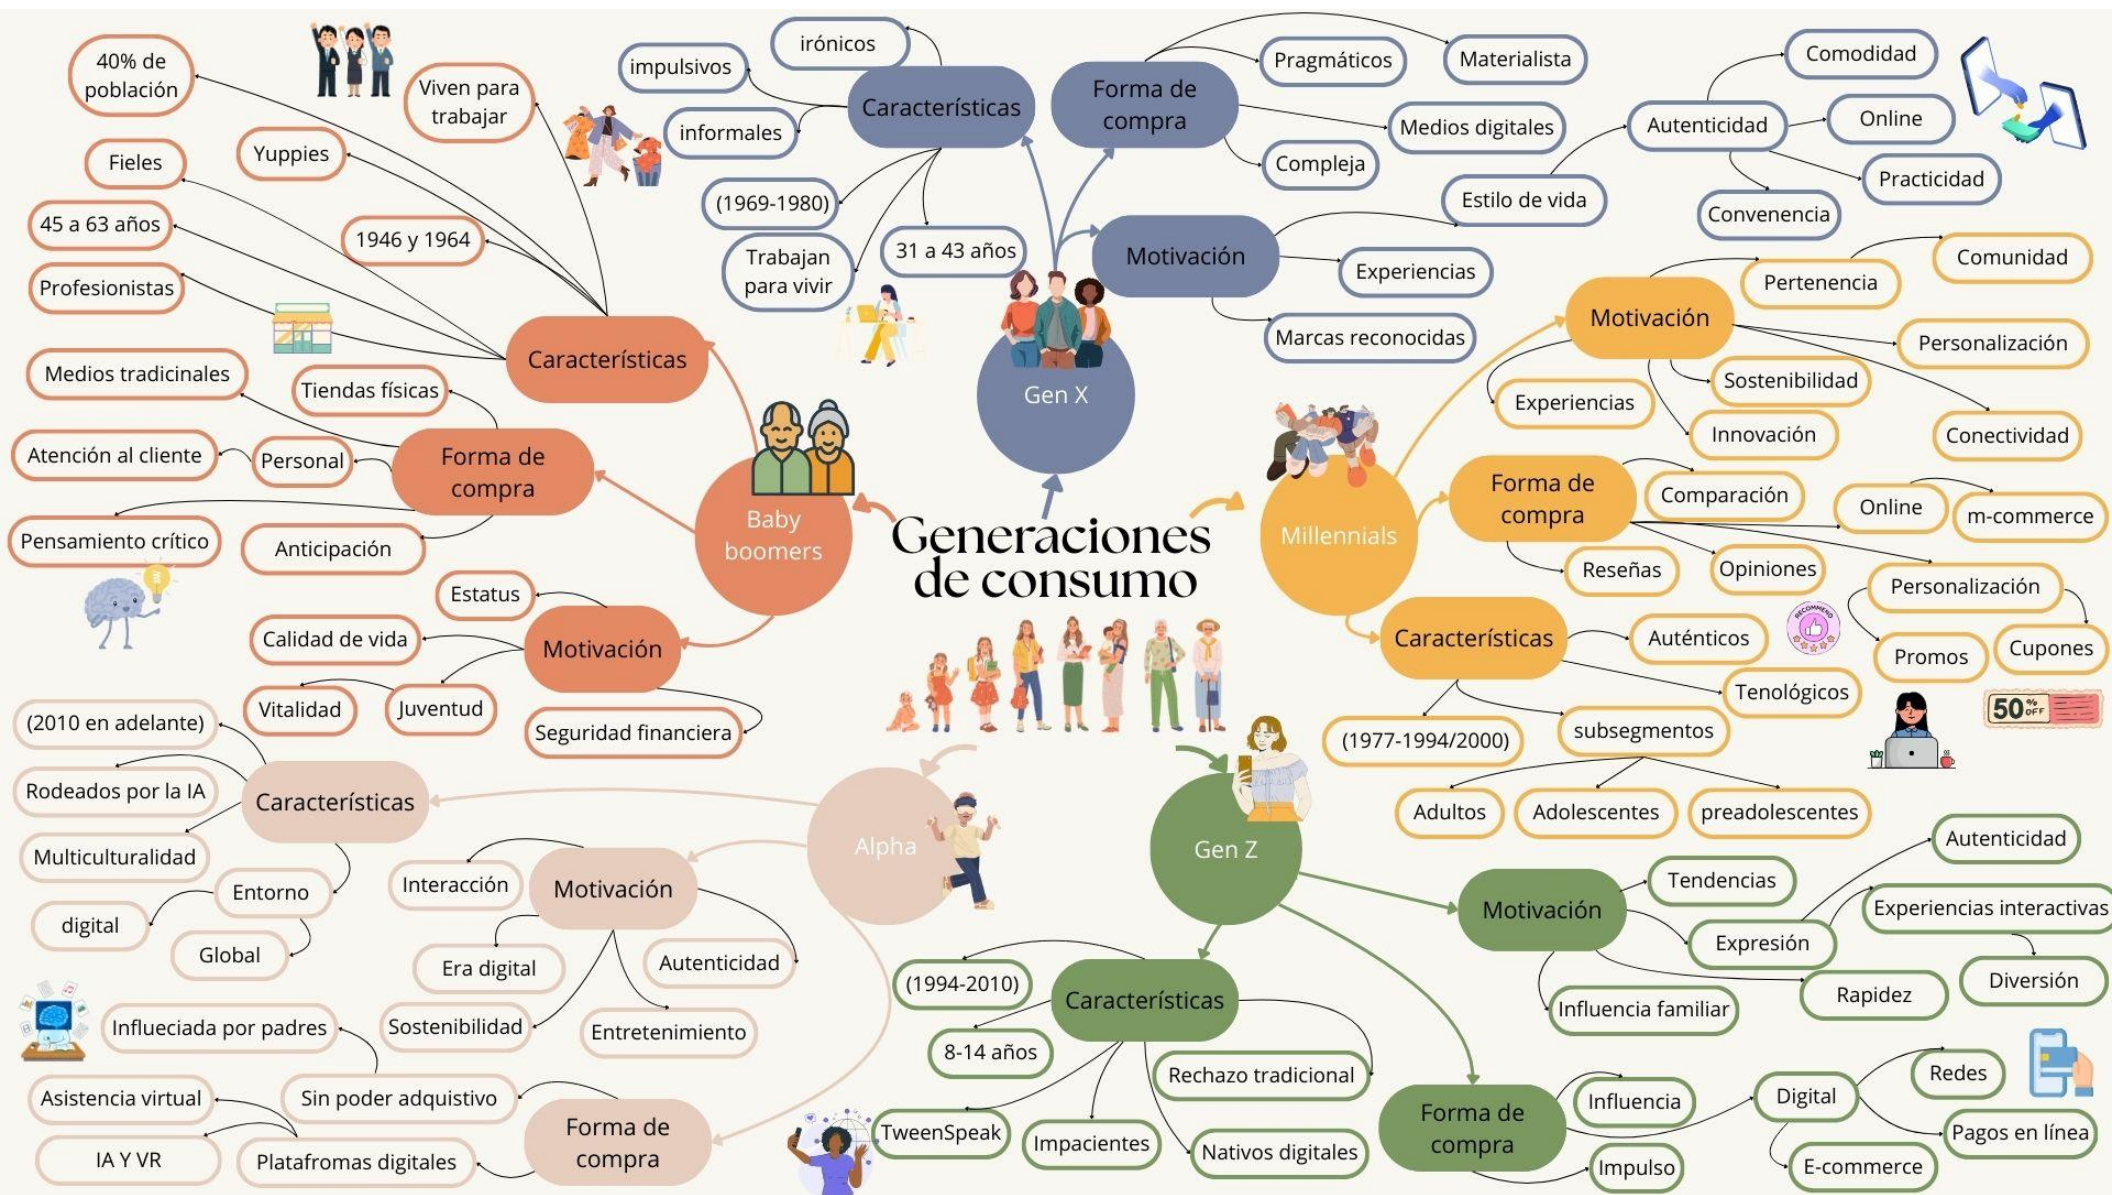 Generaciones
de consumo
Baby
boomers
Características
40% de
población
Viven para
trabajar
Yuppies
Fieles
45 a 63 años
1946 y 1964
Profesionistas
Forma de
compra
Medios tradicinales
Tiendas físicas
Atención al cliente
Personal
Pensamiento crítico
Anticipación
Motivación
Estatus
Calidad de vida
Vitalidad
Juventud
Seguridad financiera
Gen X
Características
irónicos
impulsivos
informales
(1969-1980)
Trabajan
para vivir
31 a 43 años
Forma de
compra
Pragmáticos
Materialista
Medios digitales
Compleja
Motivación
Estilo de vida
Autenticidad
Comodidad
Online
Practicidad
Convenencia
Experiencias
Marcas reconocidas
Millennials
Motivación
Pertenencia
Comunidad
Personalización
Sostenibilidad
Experiencias
Innovación
Conectividad
Forma de
compra
Comparación
Online
m-commerce
Reseñas
Opiniones
Personalización
Promos
Cupones
Características
Auténticos
Tenológicos
(1977-1994/2000)
subsegmentos
Adultos
Adolescentes
preadolescentes
RECOMMEND
50% OFF
Gen Z
Motivación
Tendencias
Autenticidad
Expresión
Experiencias interactivas
Diversión
Rapidez
Influencia familiar
Características
(1994-2010)
8-14 años
TweenSpeak
Impacientes
Nativos digitales
Rechazo tradicional
Forma de
compra
Influencia
Impulso
Digital
Redes
Pagos en línea
E-commerce
Alpha
Características
(2010 en adelante)
Rodeados por la IA
Multiculturalidad
Entorno
digital
Global
Motivación
Interacción
Era digital
Sostenibilidad
Entretenimiento
Autenticidad
Forma de
compra
Sin poder adquistivo
Influeciada por padres
Platafromas digitales
Asistencia virtual
IA Y VR